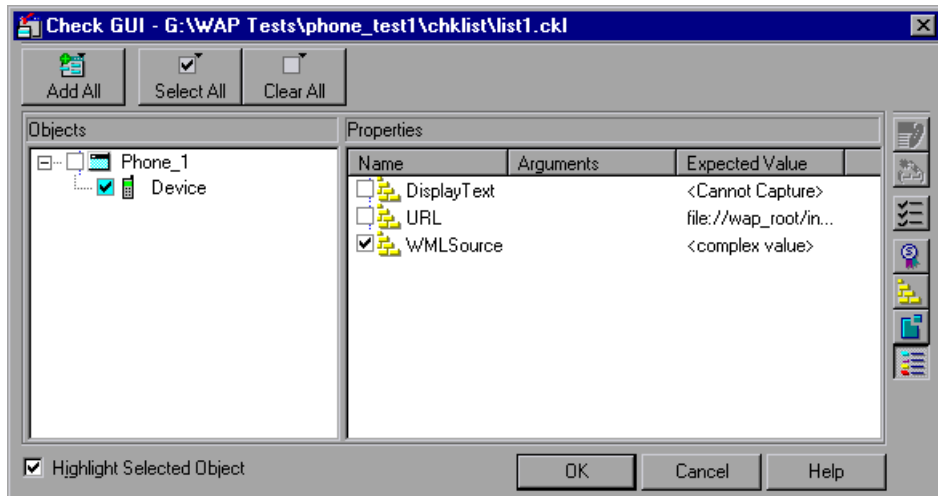 Check GUI - G:\WAP Tests\phone_test1\chklist\list1.ckl
Add All Select All Clear All
Objects Properties
Phone_1
Device
Name Arguments Expected Value
DisplayText <Cannot Capture>
URL file://wap_root/in...
WMLSource <complex value>
Highlight Selected Object OK Cancel Help